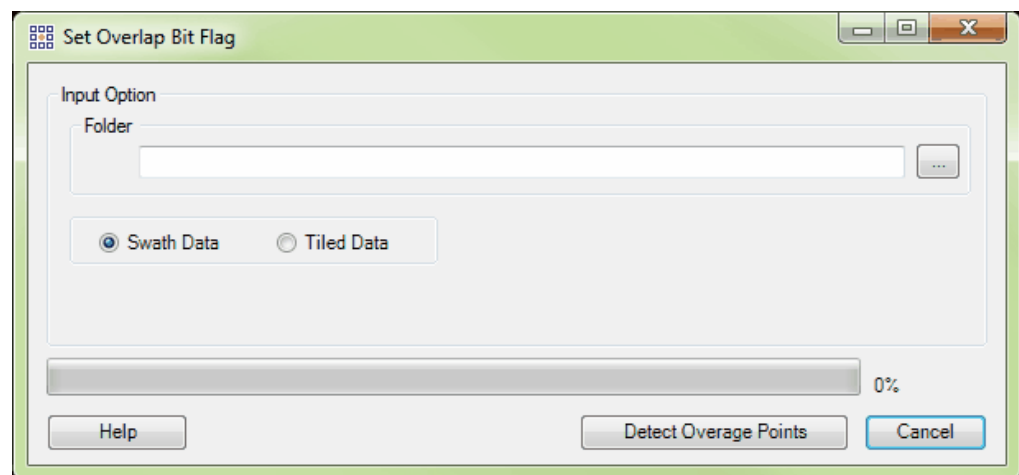 Set Overlap Bit Flag
Input Option
Folder
...
Swath Data Tiled Data
0%
Help Detect Overage Points Cancel